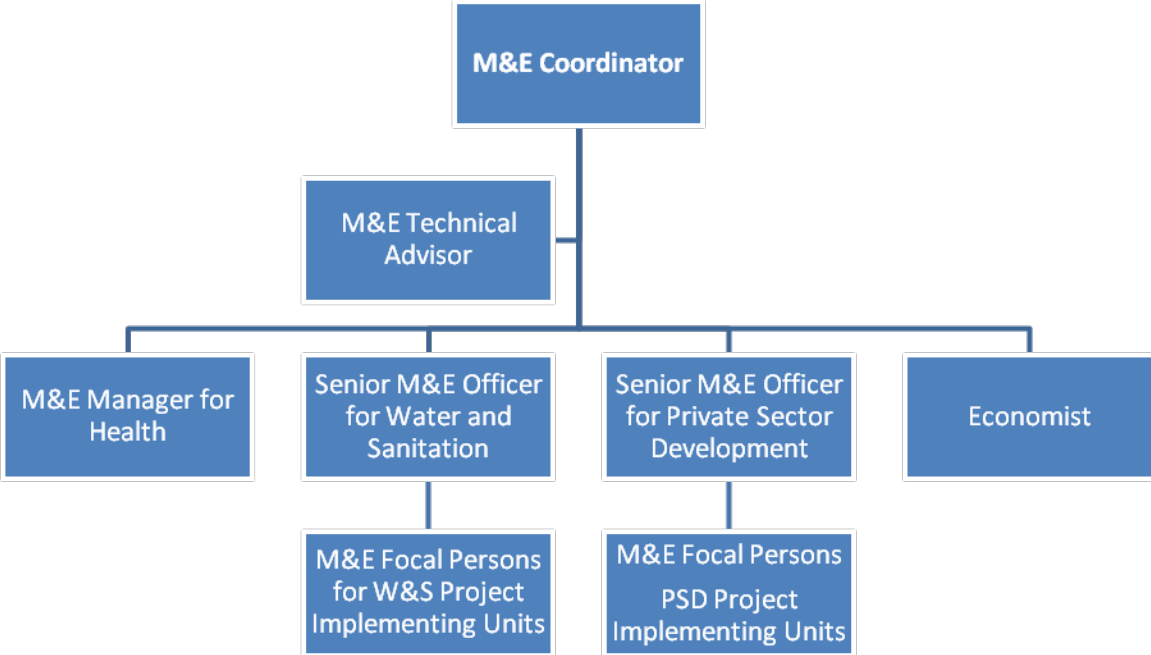 M&E Coordinator
M&E Technical
Advisor
M&E Manager for
Health
Senior M&E Officer
for Water and
Sanitation
Senior M&E Officer
for Private Sector
Development
Economist
M&E Focal Persons
for W&S Project
Implementing Units
M&E Focal Persons
PSD Project
Implementing Units